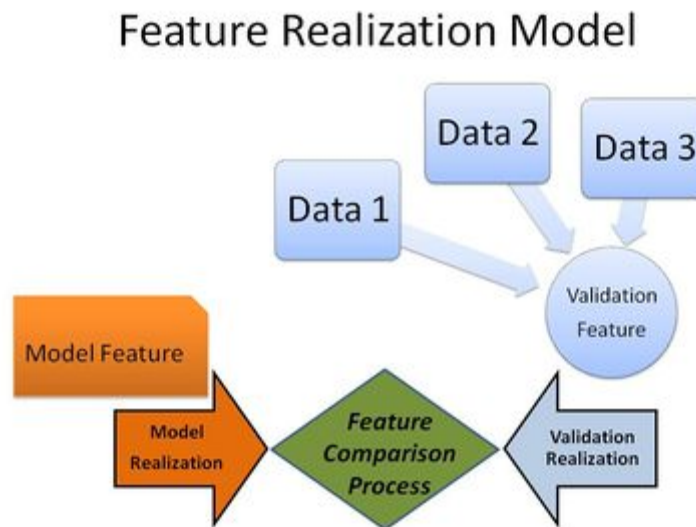 Feature Realization Model
Data 1
Data 2
Data 3
Validation
Feature
Model Feature
Model
Realization
Feature
Comparison
Process
Validation
Realization